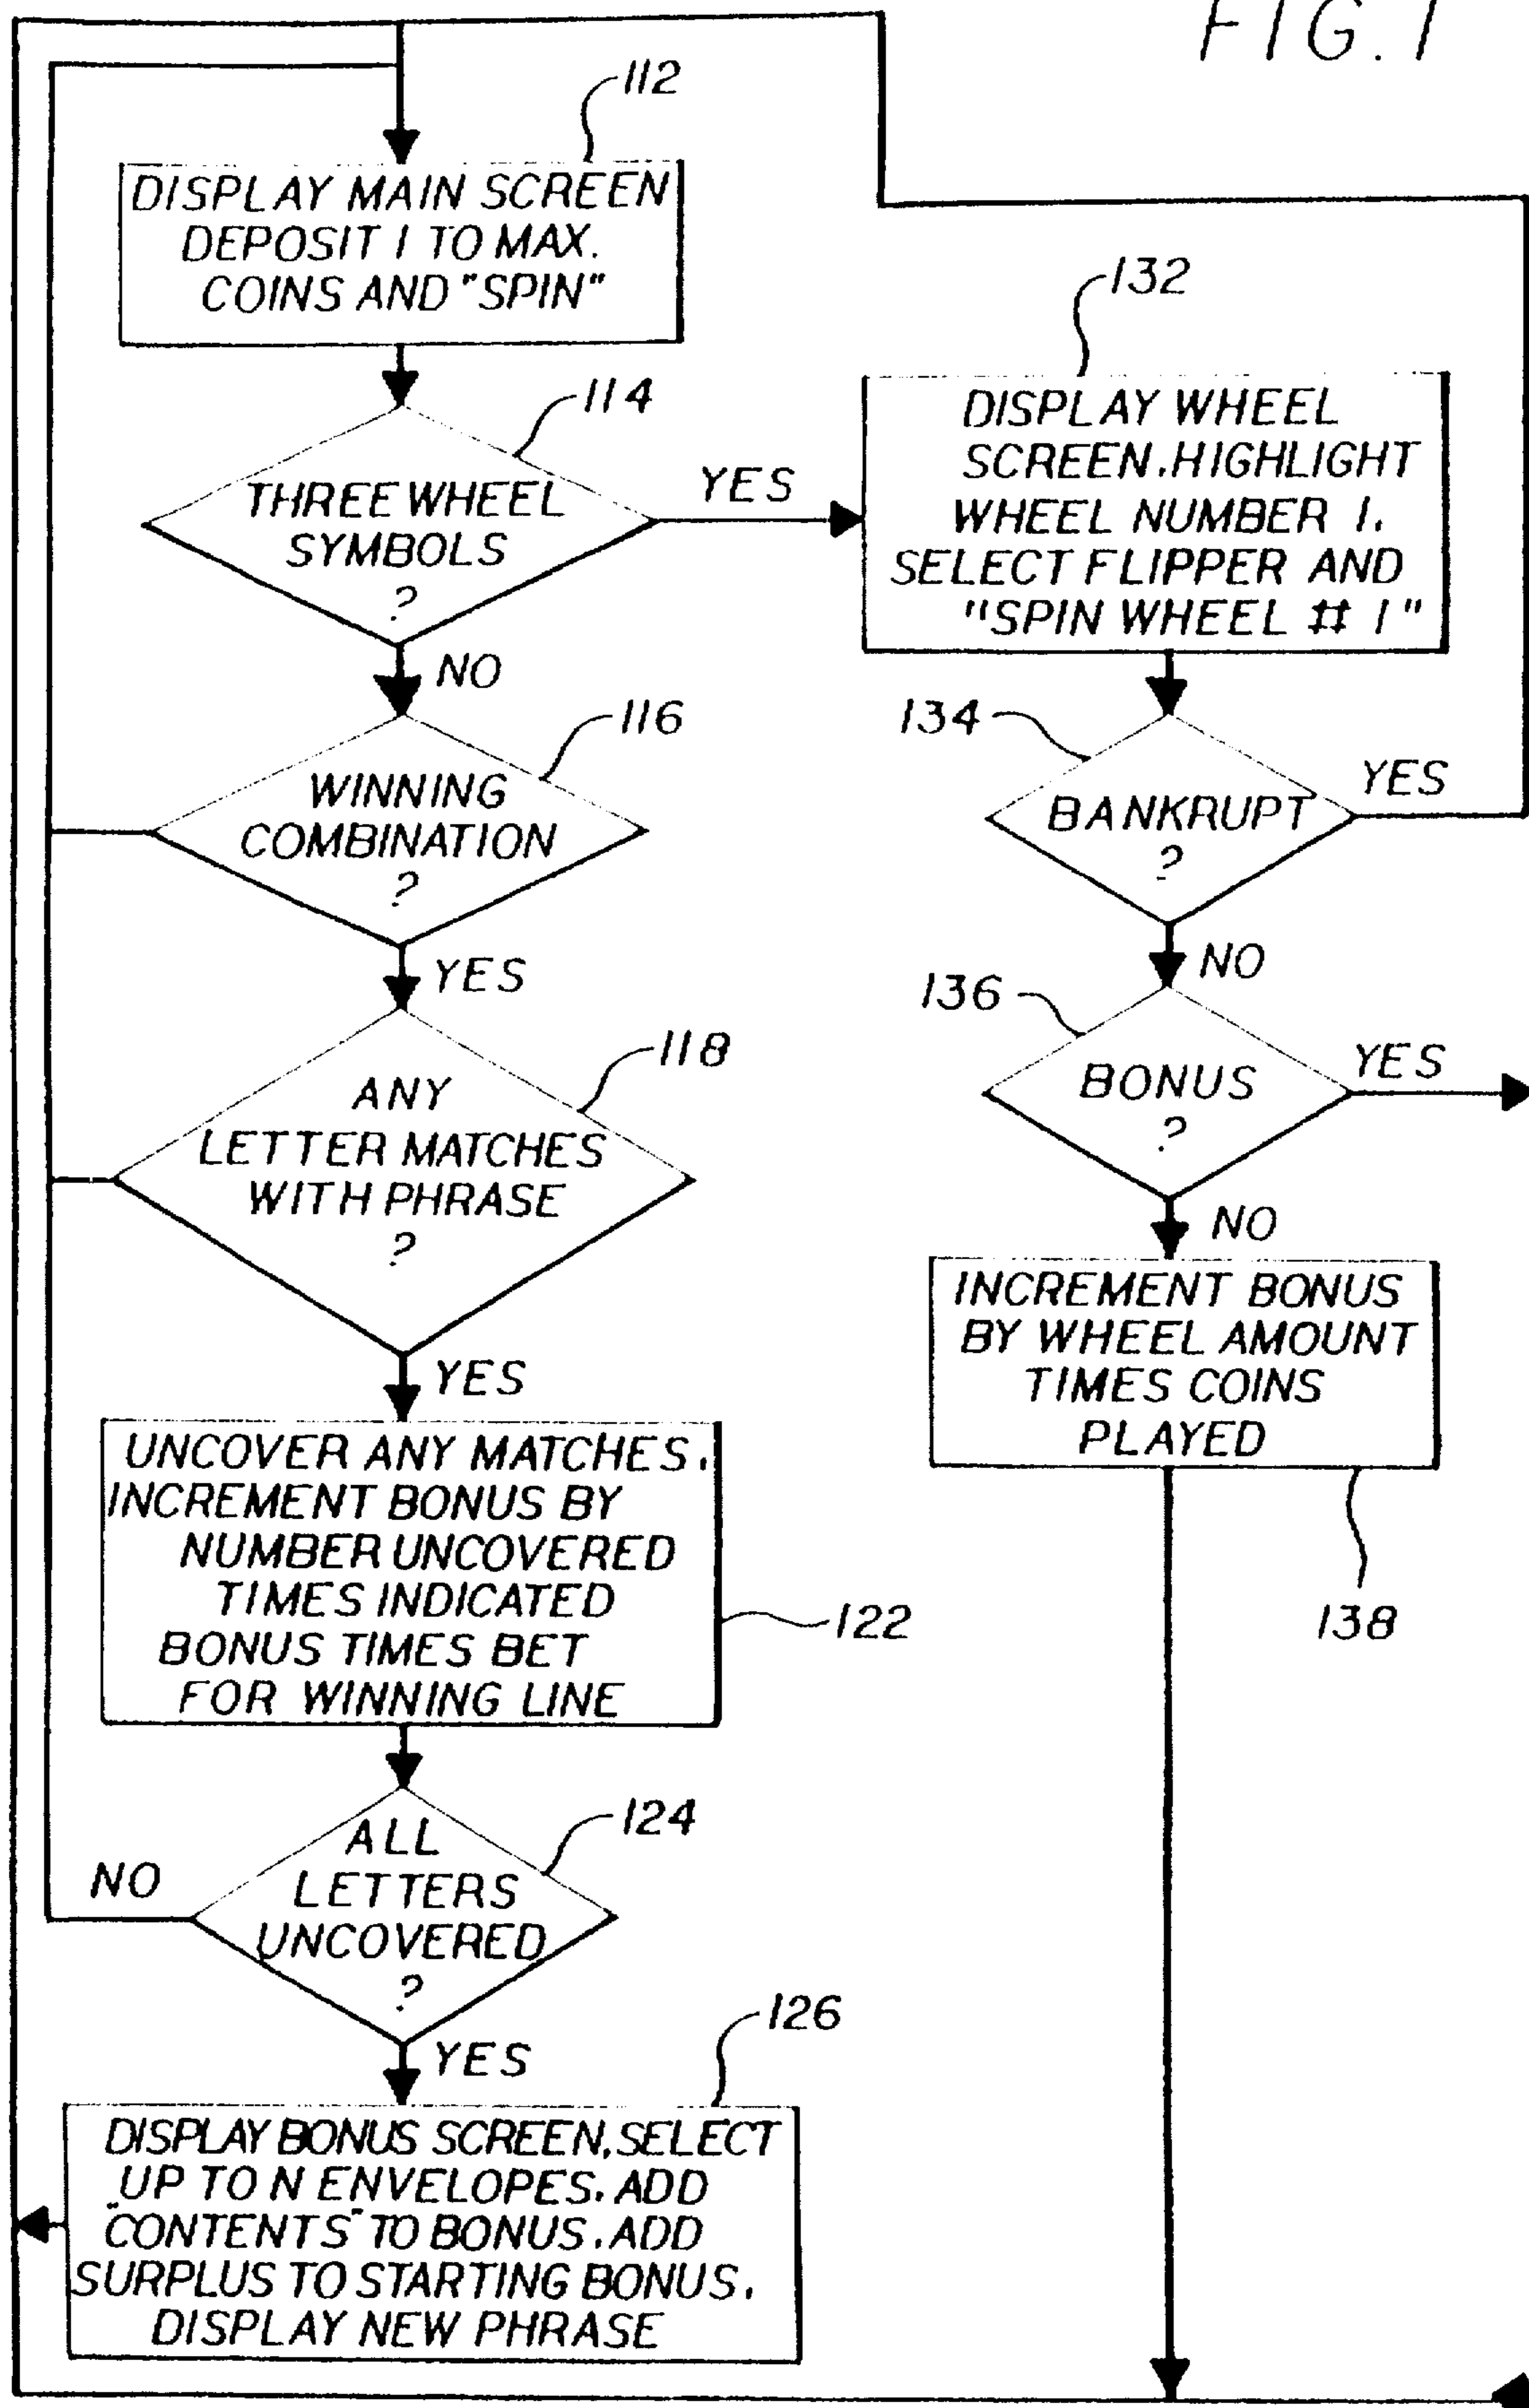 FIG. 1
112
DISPLAY MAIN SCREEN
DEPOSIT 1 TO MAX.
COINS AND "SPIN"
114
THREE WHEEL
SYMBOLS
?
YES
NO
116
WINNING
COMBINATION
?
YES
118
ANY
LETTER MATCHES
WITH PHRASE
?
YES
UNCOVER ANY MATCHES.
INCREMENT BONUS BY
NUMBER UNCOVERED
TIMES INDICATED
BONUS TIMES BET
FOR WINNING LINE
122
124
ALL
LETTERS
UNCOVERED
?
NO
YES
126
DISPLAY BONUS SCREEN.SELECT
UP TO N ENVELOPES. ADD
"CONTENTS" TO BONUS. ADD
SURPLUS TO STARTING BONUS.
DISPLAY NEW PHRASE
132
DISPLAY WHEEL
SCREEN.HIGHLIGHT
WHEEL NUMBER 1.
SELECT FLIPPER AND
"SPIN WHEEL # 1"
134
BANKRUPT
?
YES
NO
136
BONUS
?
YES
NO
INCREMENT BONUS
BY WHEEL AMOUNT
TIMES COINS
PLAYED
138